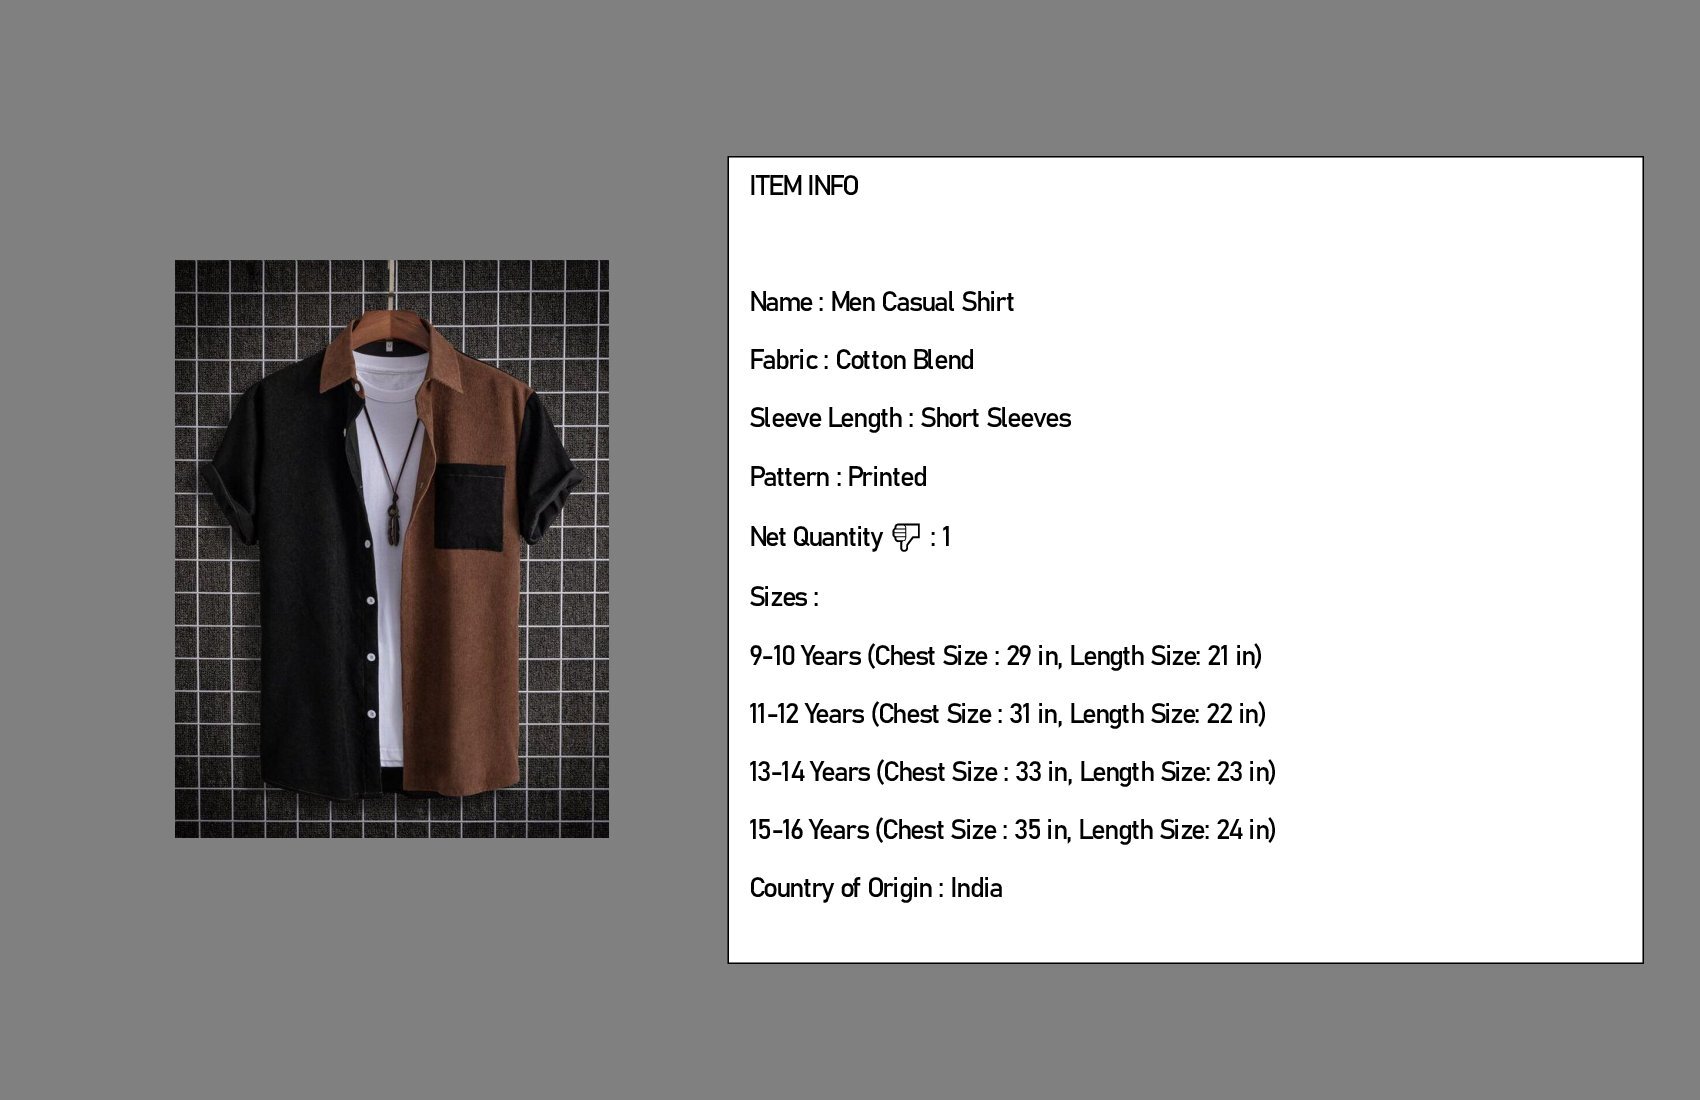 ITEM INFO
Name : Men Casual Shirt
Fabric : Cotton Blend
Sleeve Length : Short Sleeves
Pattern : Printed
Net Quantity 👎 : 1
Sizes :
9-10 Years (Chest Size : 29 in, Length Size: 21 in)
11-12 Years (Chest Size : 31 in, Length Size: 22 in)
13-14 Years (Chest Size : 33 in, Length Size: 23 in)
15-16 Years (Chest Size : 35 in, Length Size: 24 in)
Country of Origin : India